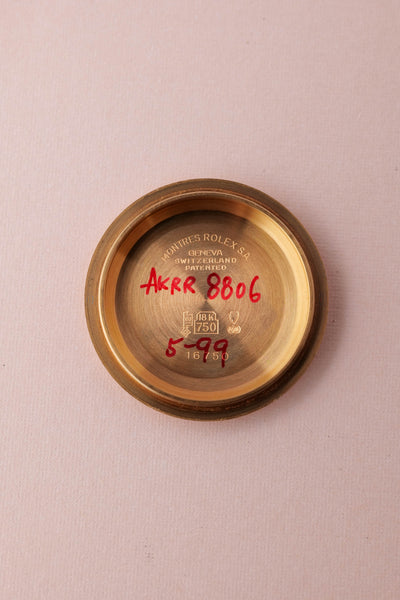 MONTRES ROLEX S.A.
GENEVA
SWITZERLAND
PATENTED
AKRR 8806
18K
750
5-99
16750